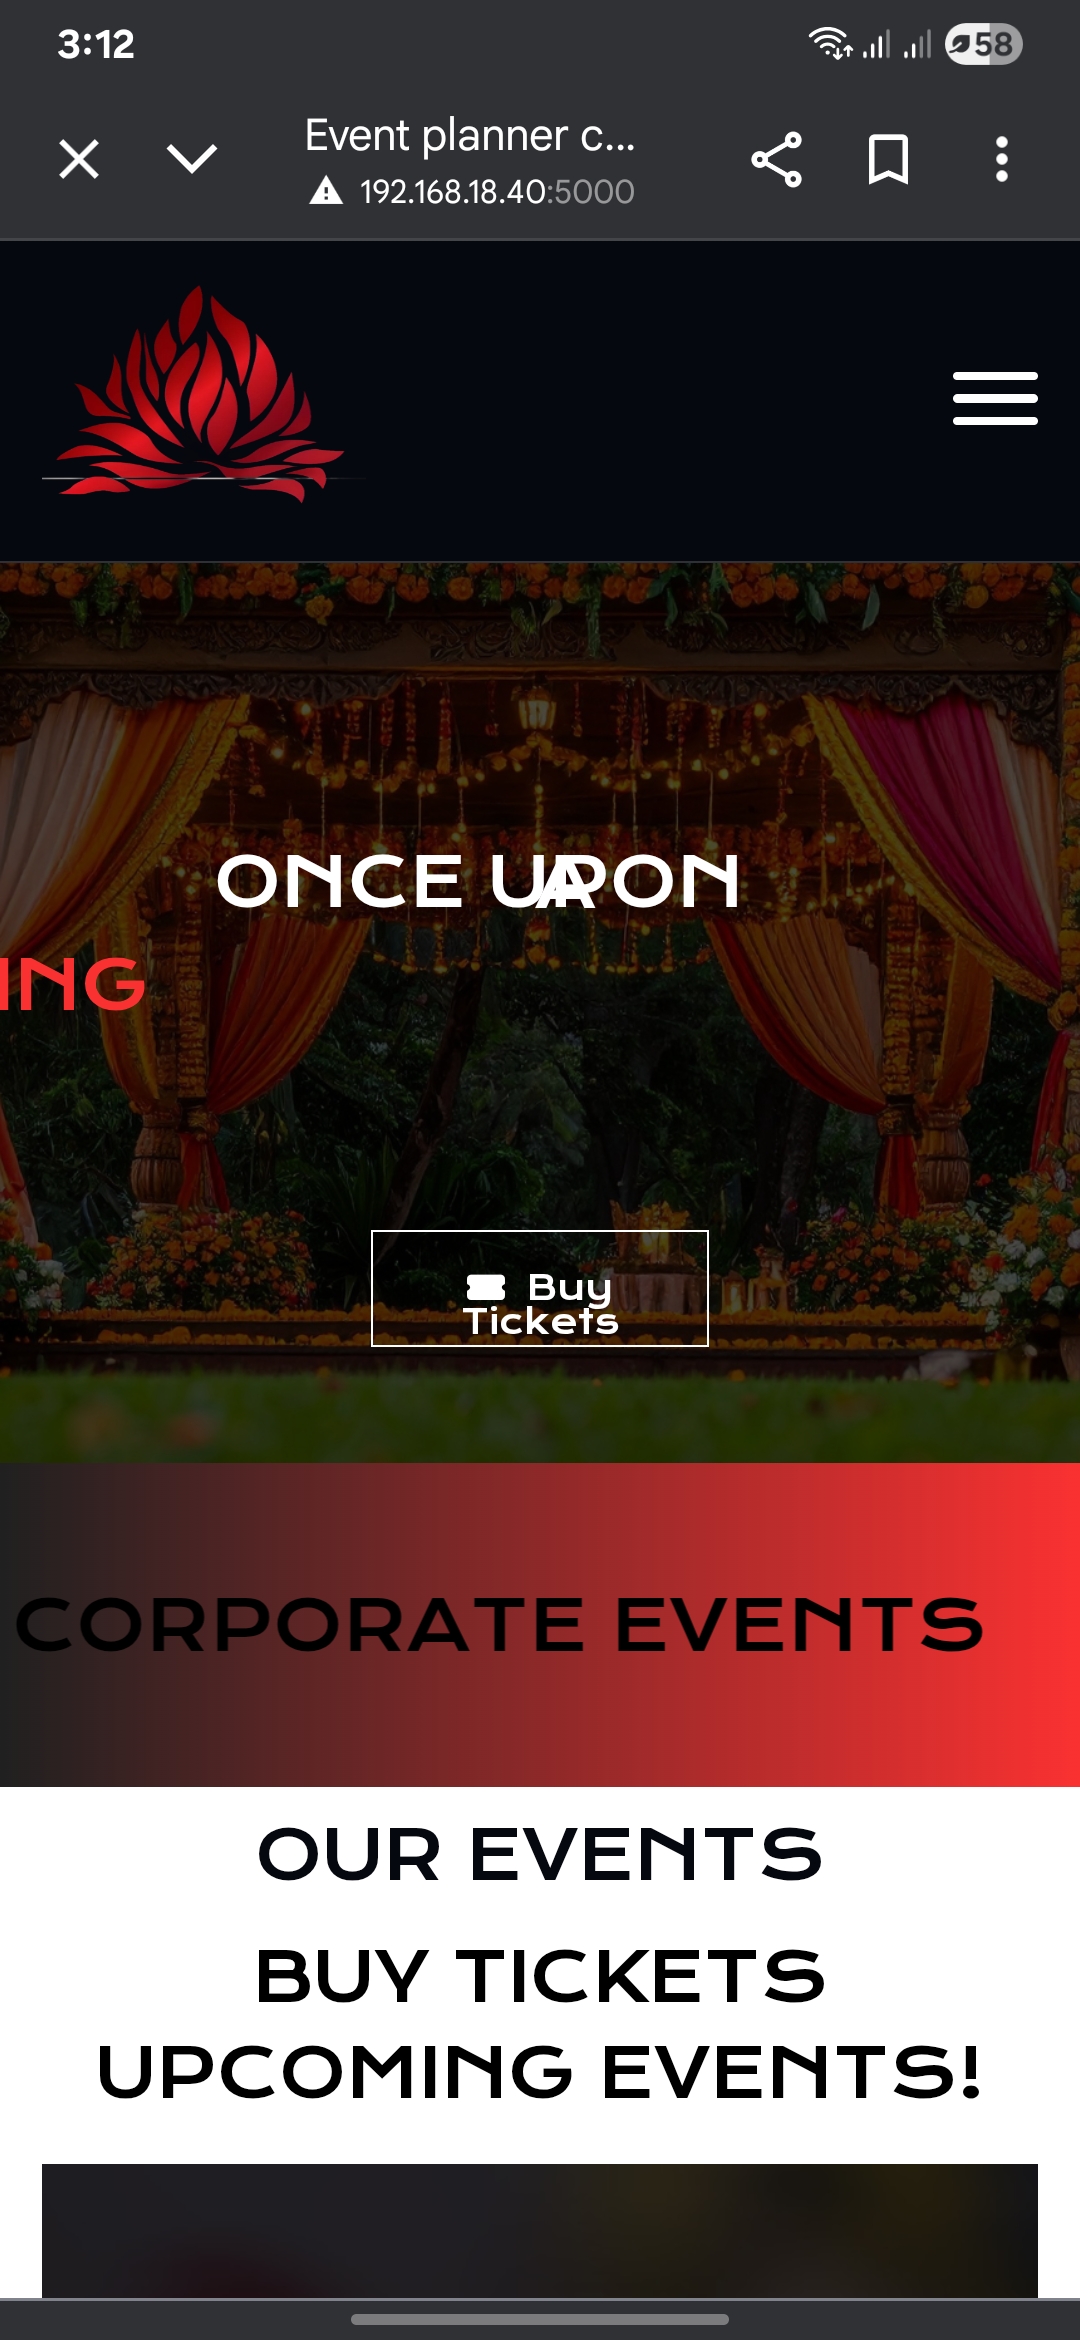 3:12
58
Event planner c...
192.168.18.40:5000
ONCE UPON
A
ING
Buy
Tickets
CORPORATE EVENTS
OUR EVENTS
BUY TICKETS
UPCOMING EVENTS!